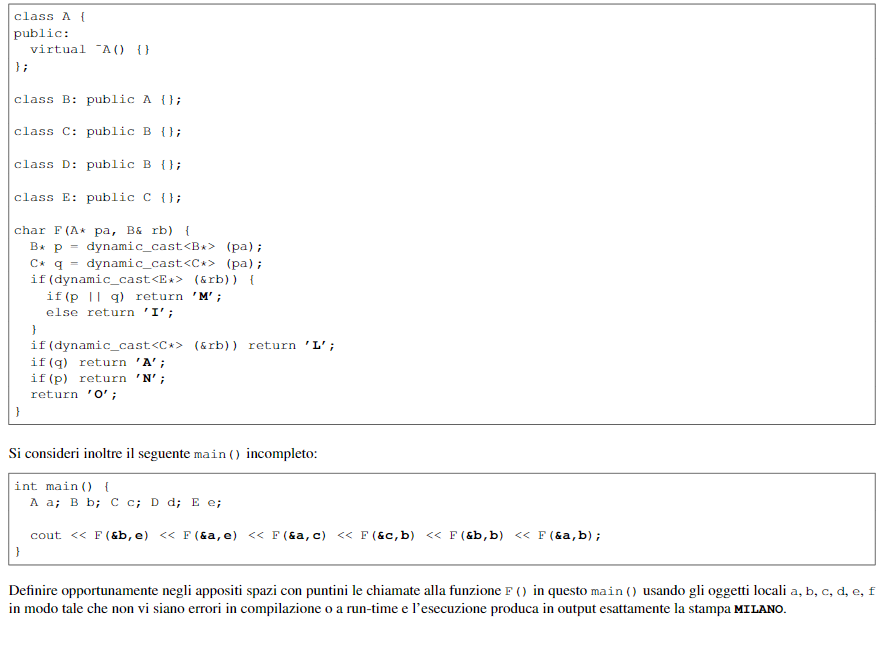 class A {
public:
  virtual ~A() {}
};
class B: public A {};
class C: public B {};
class D: public B {};
class E: public C {};
char F(A* pa, B& rb) {
  B* p = dynamic_cast<B*> (pa);
  C* q = dynamic_cast<C*> (pa);
  if(dynamic_cast<E*> (&rb)) {
    if(p || q) return 'M';
    else return 'I';
  }
  if(dynamic_cast<C*> (&rb)) return 'L';
  if(q) return 'A';
  if(p) return 'N';
  return 'O';
}
Si consideri inoltre il seguente main() incompleto:
int main() {
  A a; B b; C c; D d; E e;
  cout << F(&b,e) << F(&a,e) << F(&a,c) << F(&c,b) << F(&b,b) << F(&a,b);
}
Definire opportunamente negli appositi spazi con puntini le chiamate alla funzione F() in questo main() usando gli oggetti locali a, b, c, d, e, f
in modo tale che non vi siano errori in compilazione o a run-time e l'esecuzione produca in output esattamente la stampa MILANO.